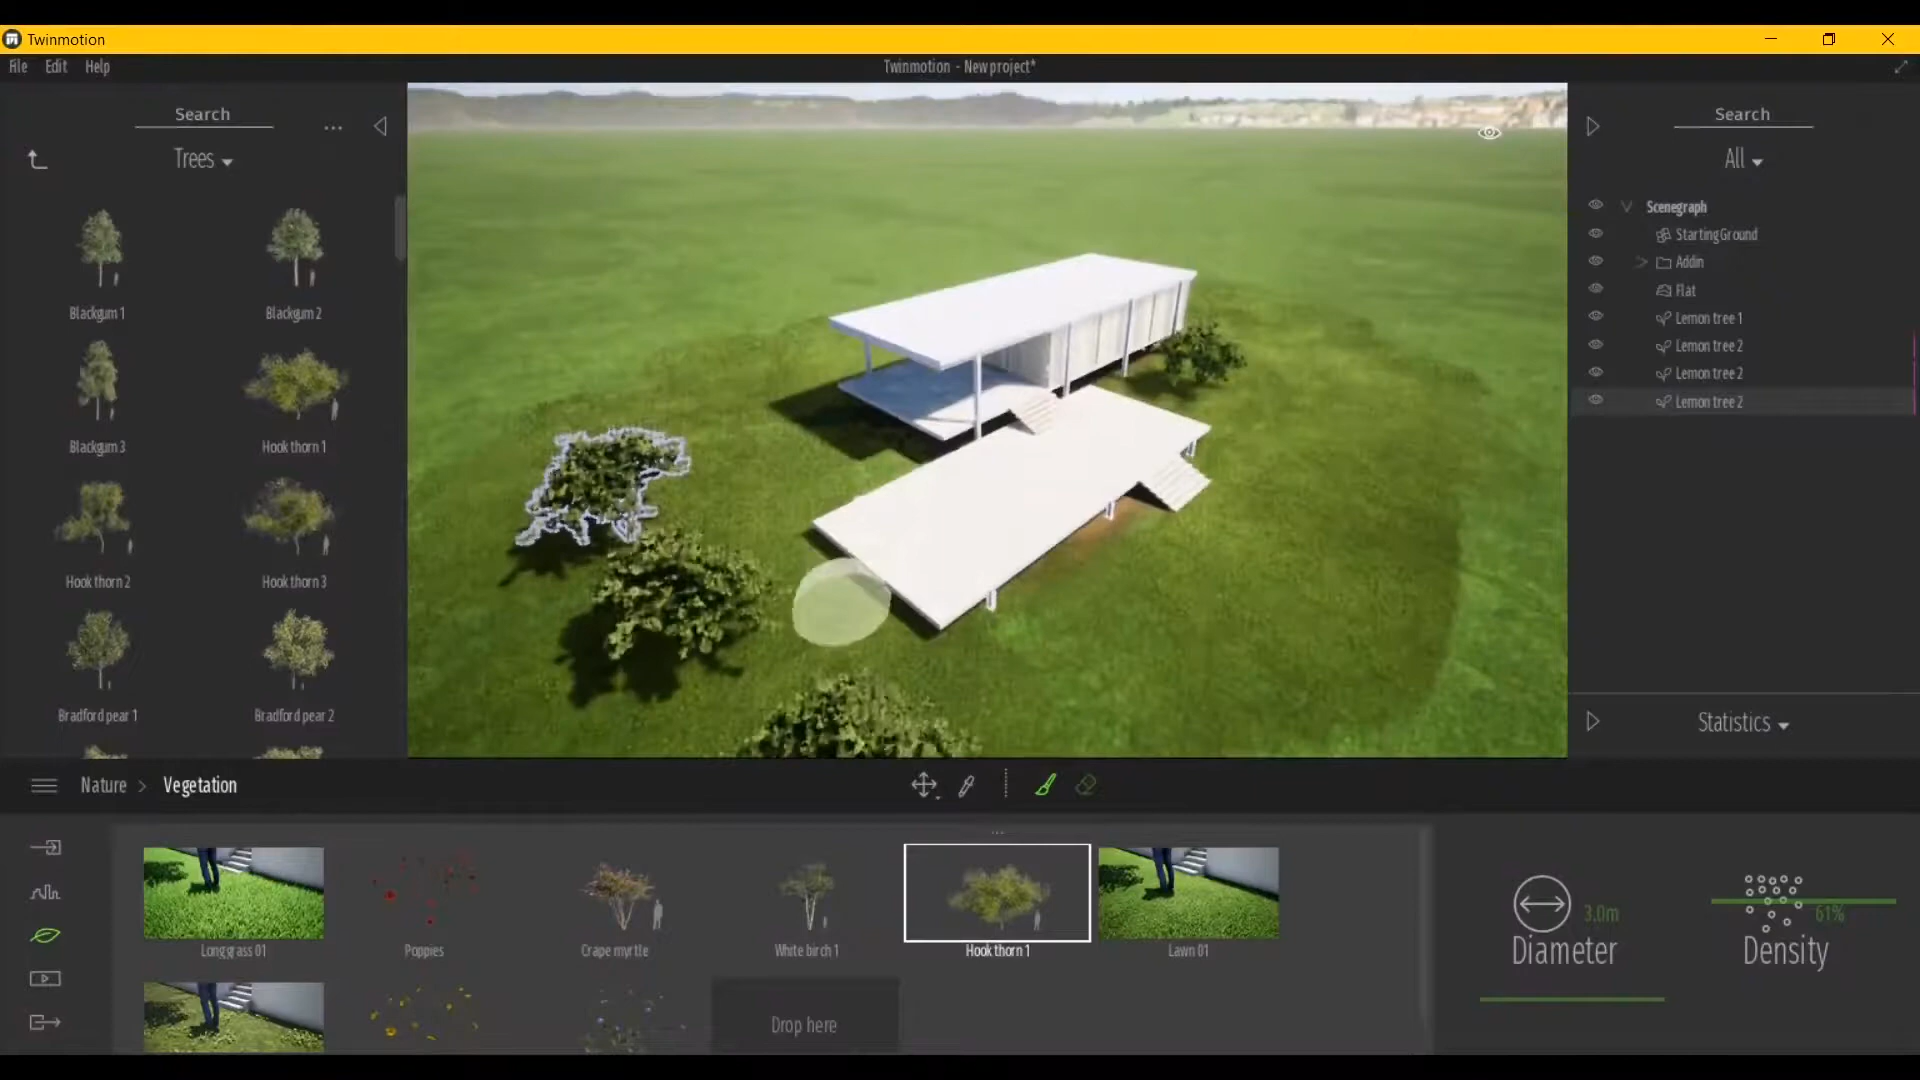 Twinmotion
File Edit Help
Twinmotion - New project*
Search
...
Trees
Blackgum 1
Blackgum 2
Blackgum 3
Hook thorn 1
Hook thorn 2
Hook thorn 3
Bradford pear 1
Bradford pear 2
Search
All
Scenegraph
StartingGround
Addin
Flat
Lemon tree 1
Lemon tree 2
Lemon tree 2
Lemon tree 2
Statistics
Nature > Vegetation
...
Long grass 01
Poppies
Crape myrtle
White birch 1
Hook thorn 1
Lawn 01
Drop here
3.0m
Diameter
61%
Density